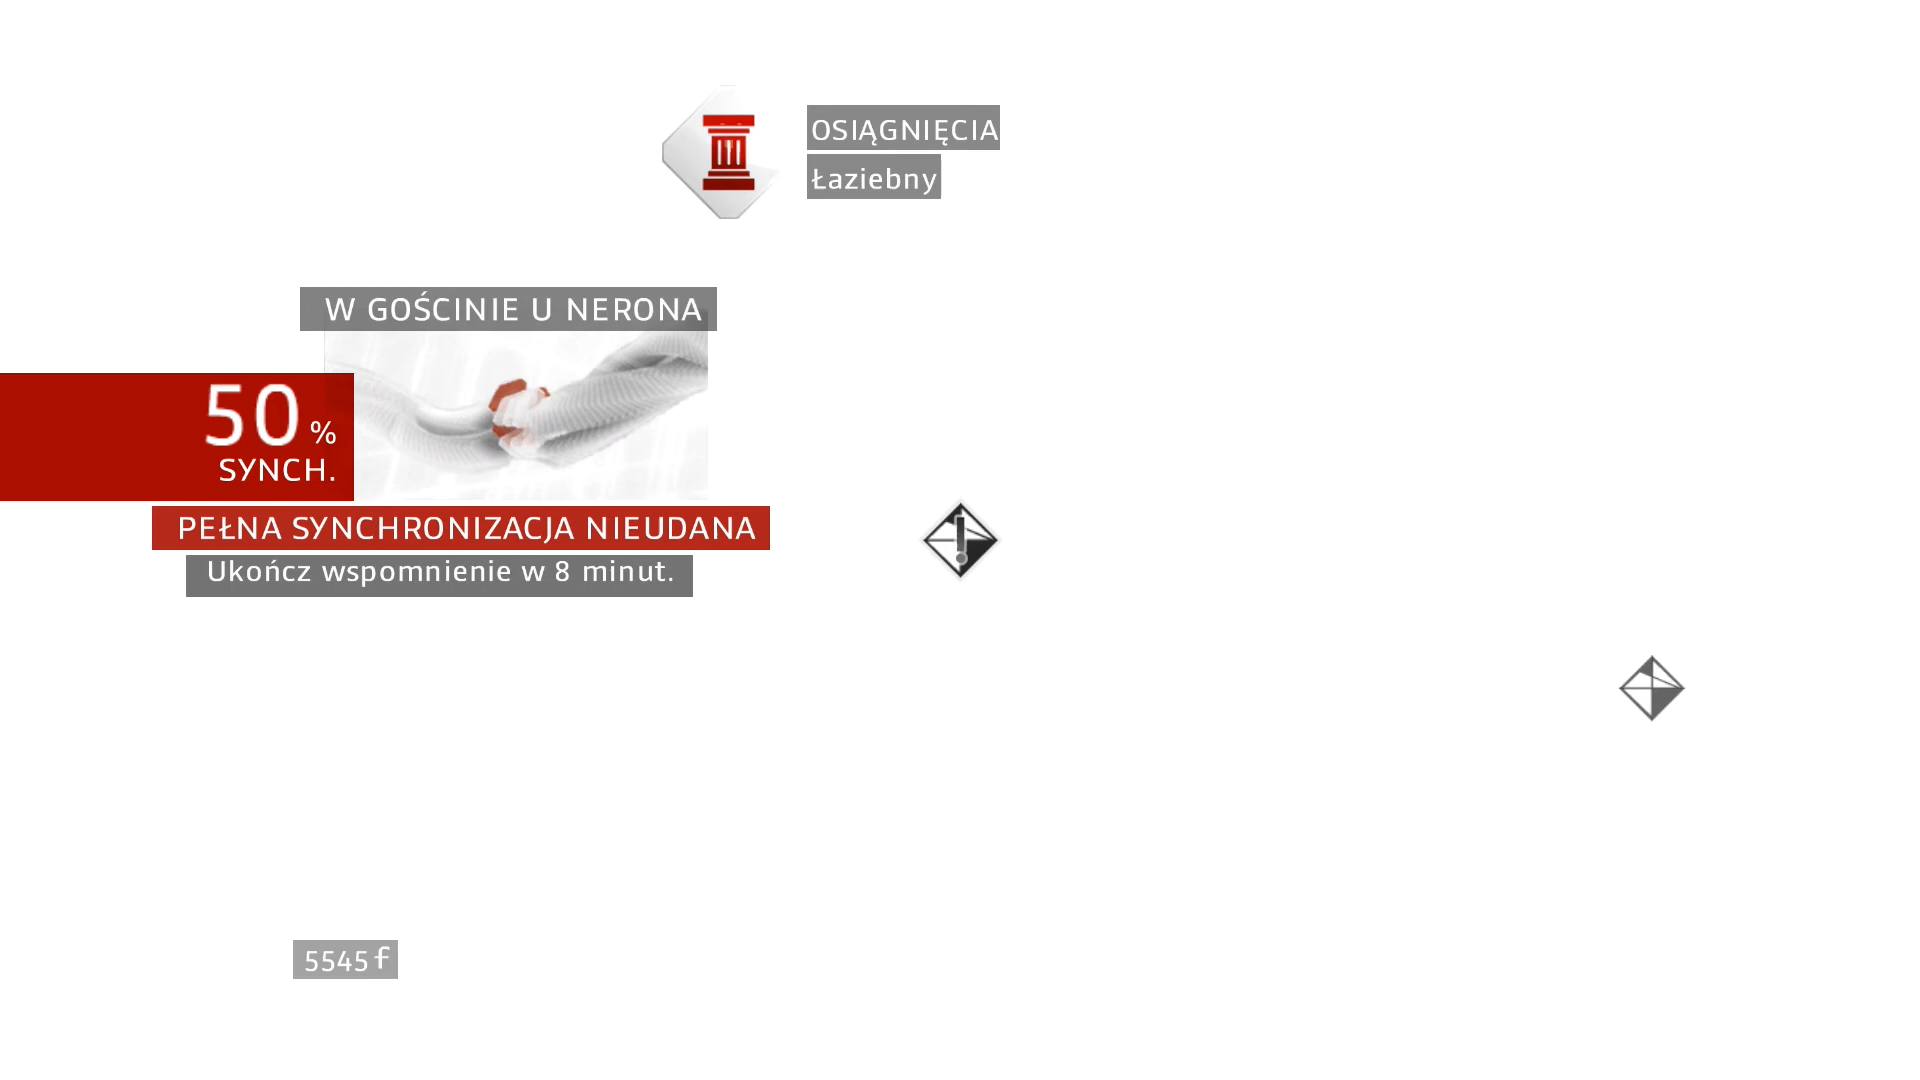 OSIĄGNIĘCIA
Łaziebny
W GOŚCINIE U NERONA
50 %
SYNCH.
PEŁNA SYNCHRONIZACJA NIEUDANA
Ukończ wspomnienie w 8 minut.
5545 f